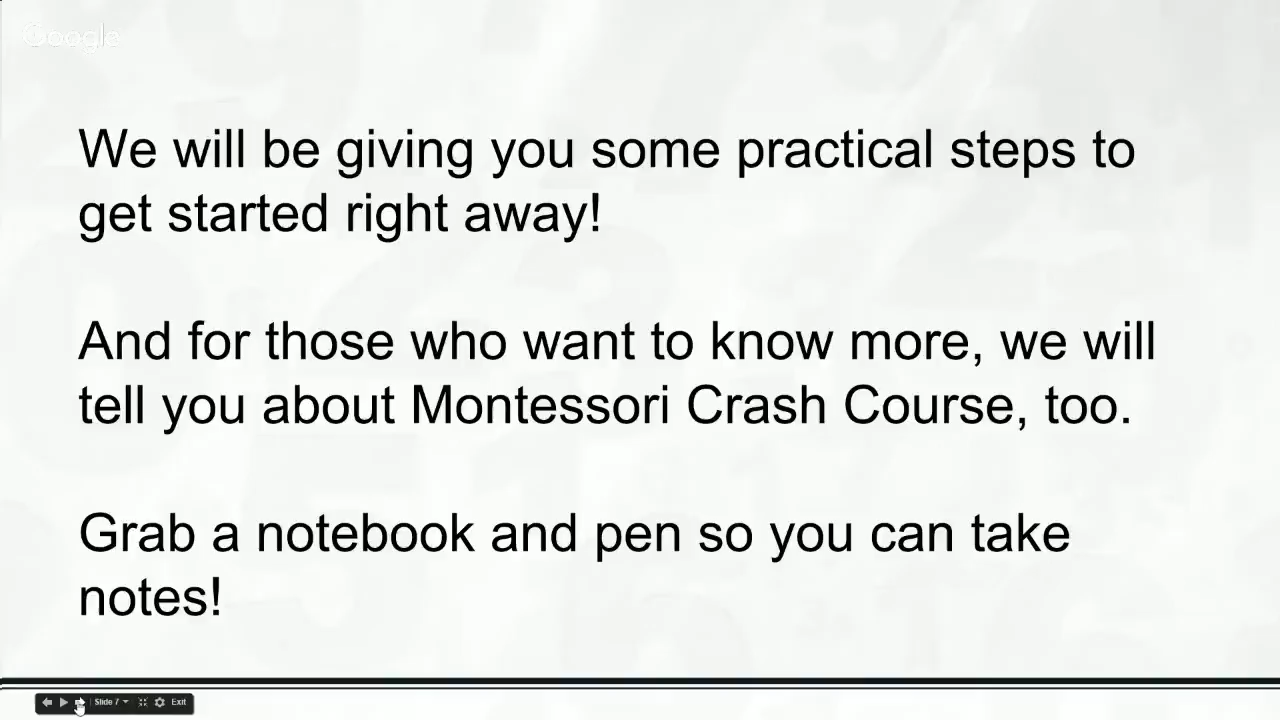 Google
We will be giving you some practical steps to
get started right away!
And for those who want to know more, we will
tell you about Montessori Crash Course, too.
Grab a notebook and pen so you can take
notes!
Slide 7
Exit